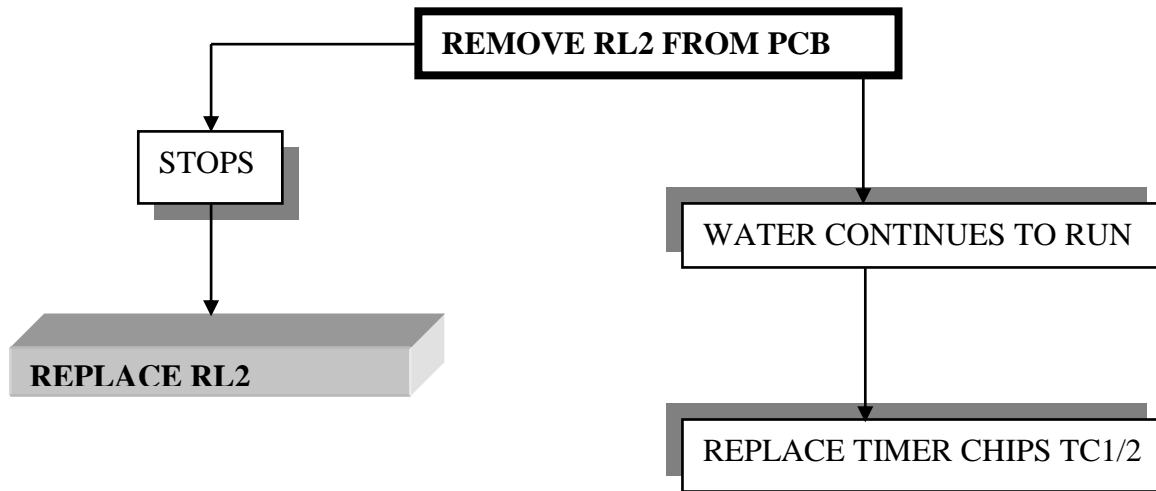 REMOVE RL2 FROM PCB
STOPS
WATER CONTINUES TO RUN
REPLACE RL2
REPLACE TIMER CHIPS TC1/2